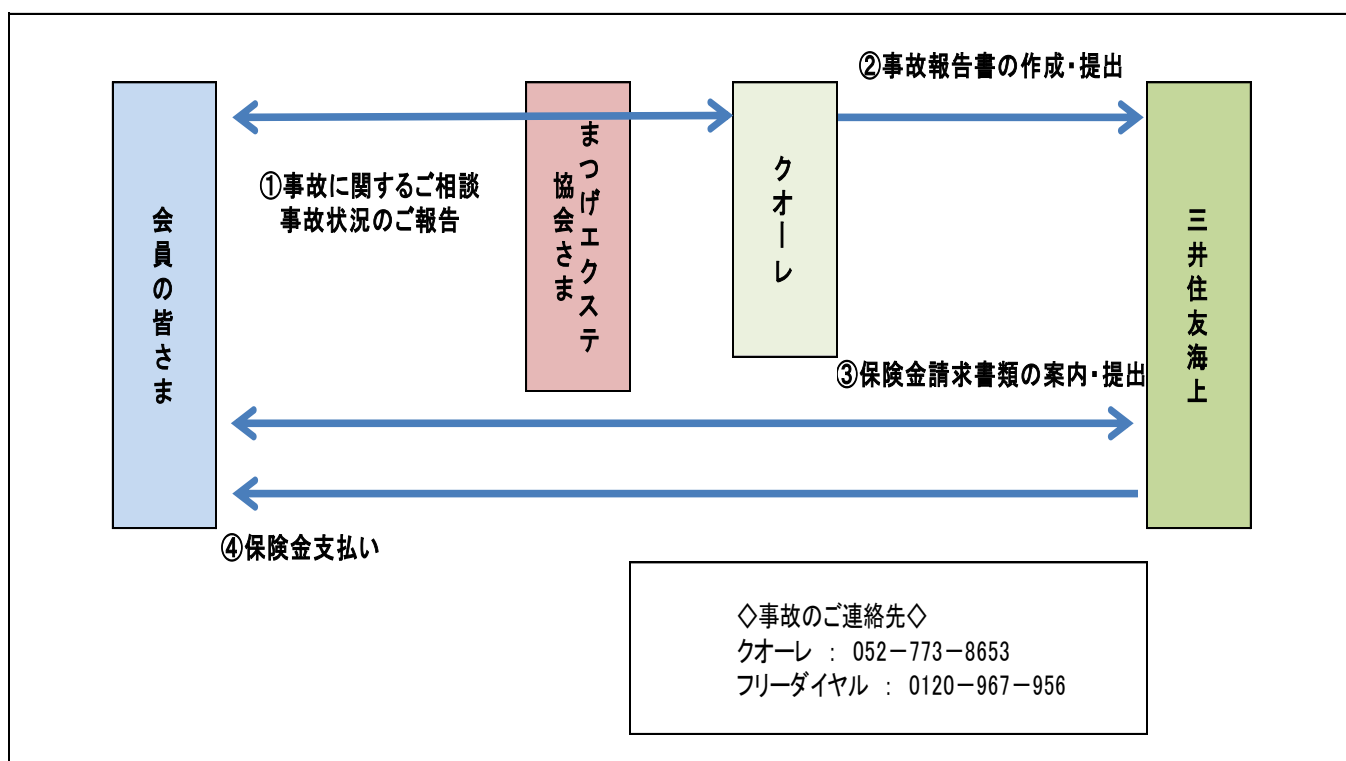 ②事故報告書の作成・提出
会員の皆さま
①事故に関するご相談
事故状況のご報告
まつげエクステ
協会さま
クオーレ
三井住友海上
③保険金請求書類の案内・提出
④保険金支払い
◇事故のご連絡先◇
クオーレ ： 052－773－8653
フリーダイヤル ： 0120－967－956